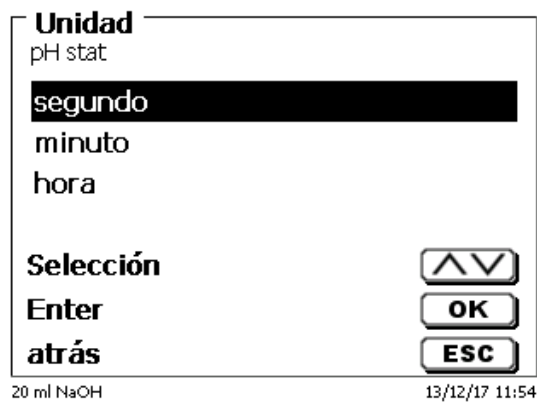 Unidad
pH stat
segundo
minuto
hora
Selección
Enter OK
atrás ESC
20 ml NaOH 13/12/17 11:54